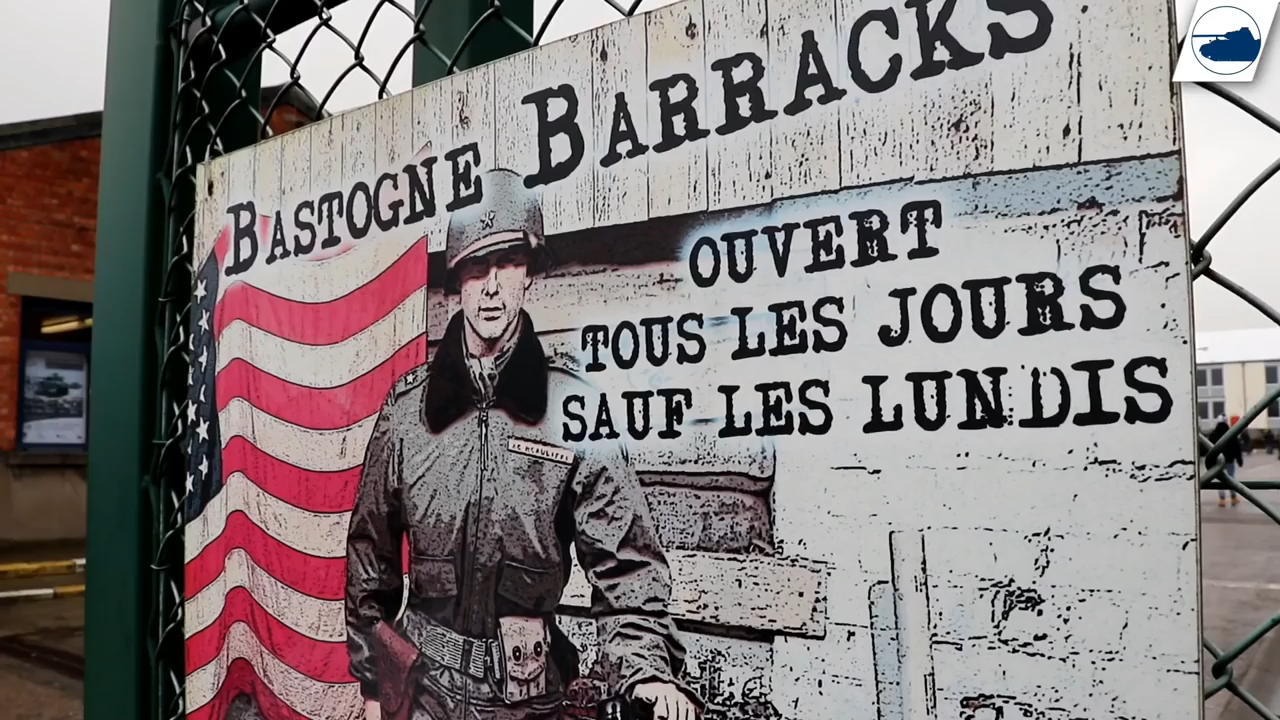 BASTOGNE BARRACKS
OUVERT
TOUS LES JOURS
SAUF LES LUNDIS